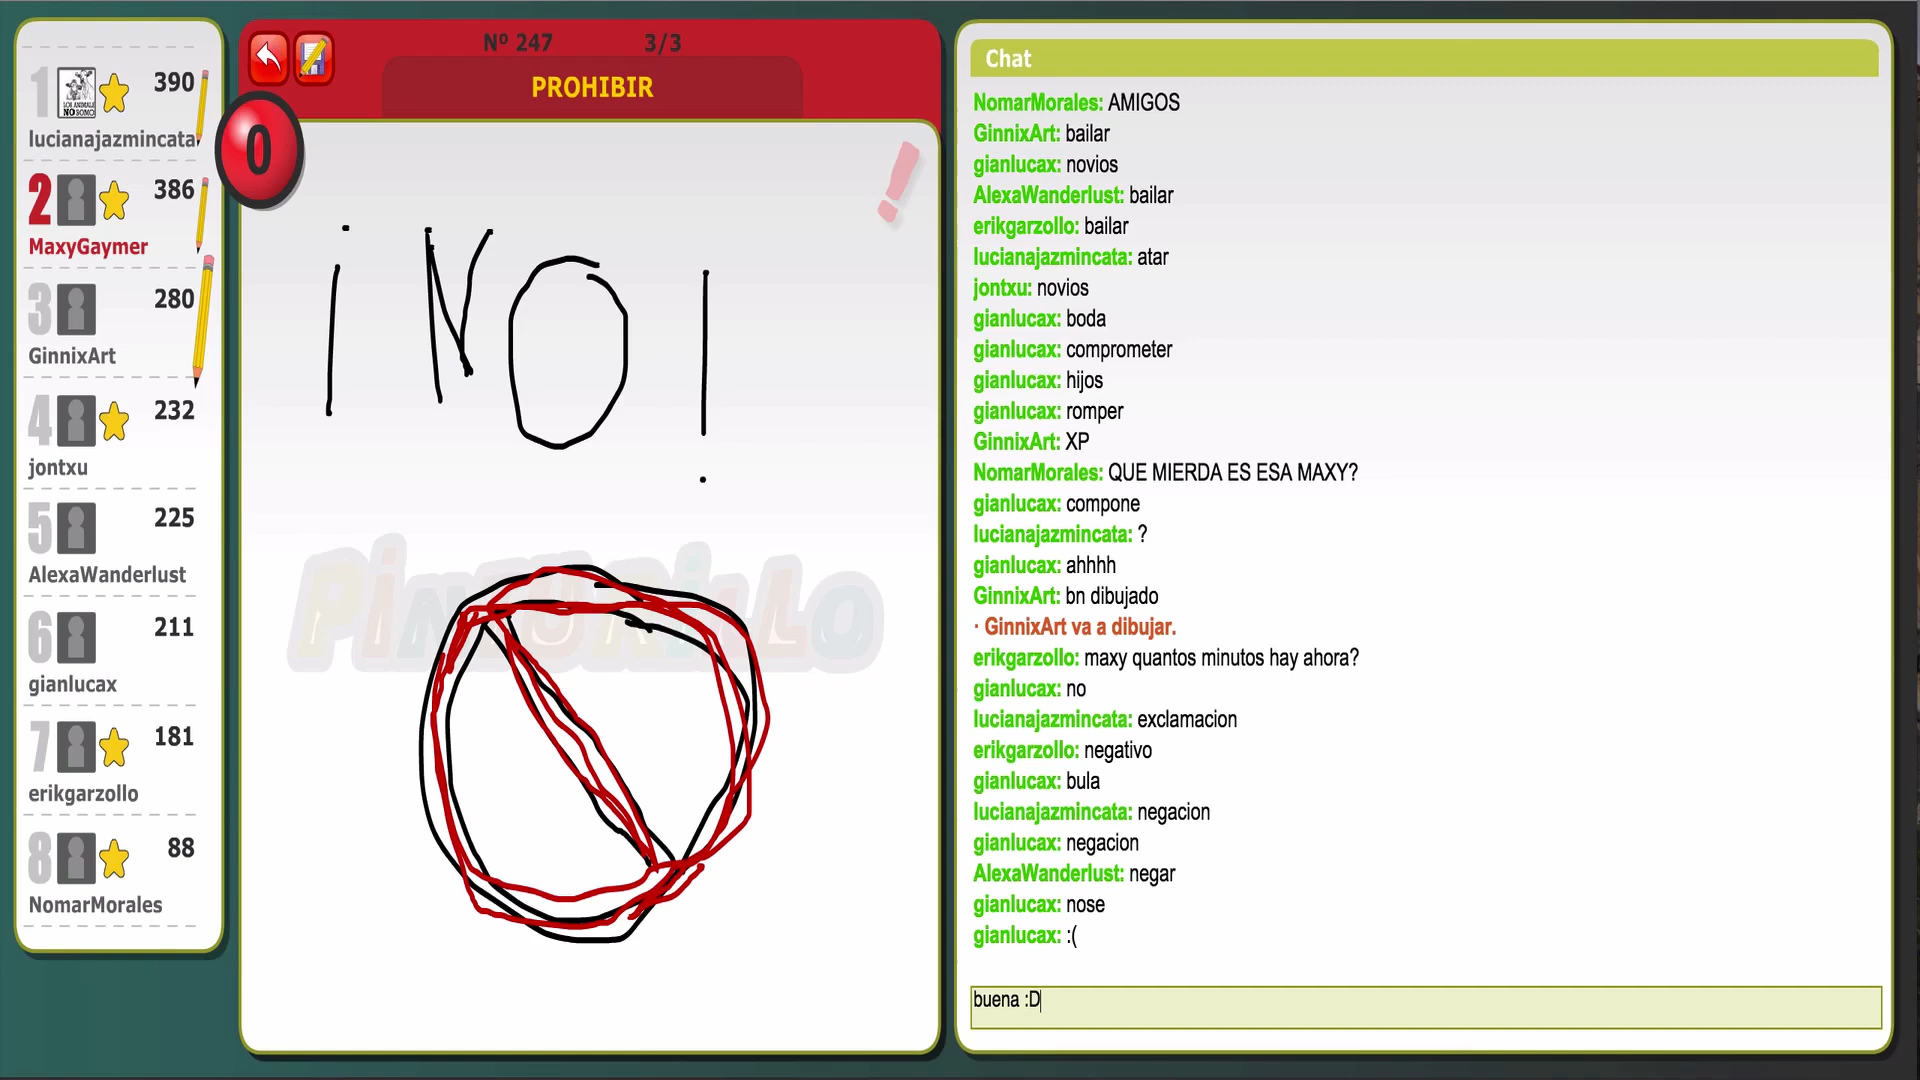 1
LOS ANIMALE
NO SOMO
390
lucianajazmincata
2
386
MaxyGaymer
3
280
GinnixArt
4
232
jontxu
5
225
AlexaWanderlust
6
211
gianlucax
7
181
erikgarzollo
8
88
NomarMorales
Nº 247 3/3
PROHIBIR
0
!
¡NO!
PINTURILLO
Chat
NomarMorales: AMIGOS
GinnixArt: bailar
gianlucax: novios
AlexaWanderlust: bailar
erikgarzollo: bailar
lucianajazmincata: atar
jontxu: novios
gianlucax: boda
gianlucax: comprometer
gianlucax: hijos
gianlucax: romper
GinnixArt: XP
NomarMorales: QUE MIERDA ES ESA MAXY?
gianlucax: compone
lucianajazmincata: ?
gianlucax: ahhhh
GinnixArt: bn dibujado
· GinnixArt va a dibujar.
erikgarzollo: maxy quantos minutos hay ahora?
gianlucax: no
lucianajazmincata: exclamacion
erikgarzollo: negativo
gianlucax: bula
lucianajazmincata: negacion
gianlucax: negacion
AlexaWanderlust: negar
gianlucax: nose
gianlucax: :(
buena :D